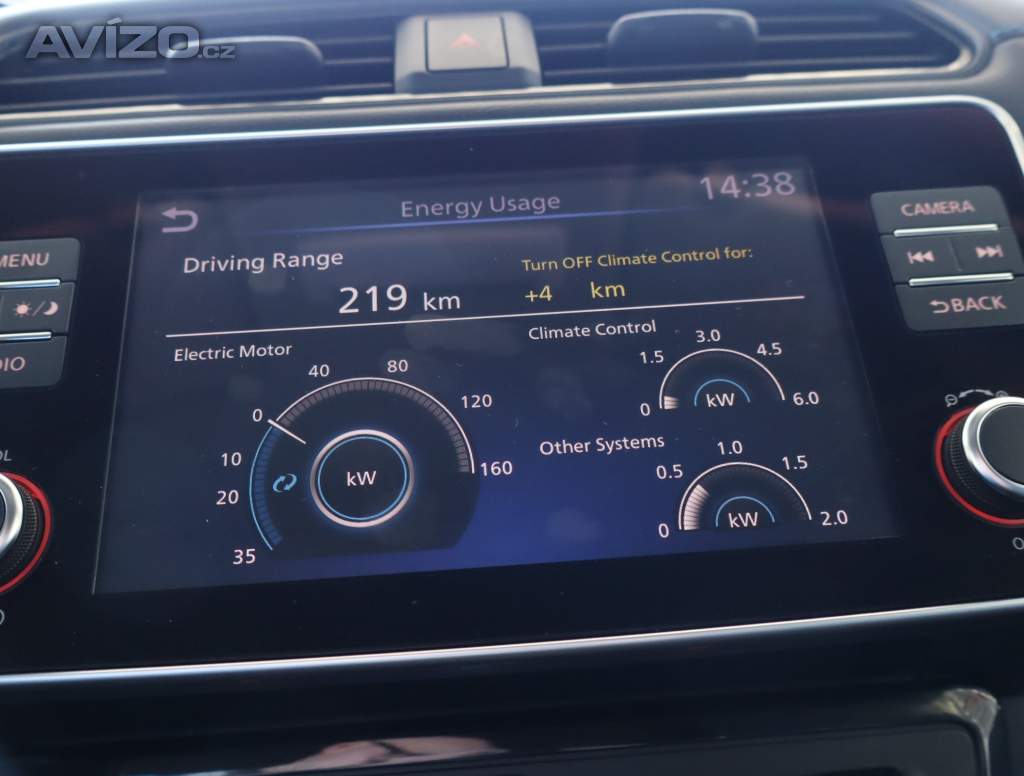 AVÍZO.cz
Energy Usage
14:38
MENU
CAMERA
Driving Range
219 km
Turn OFF Climate Control for:
+4 km
BACK
Electric Motor
0
10
20
35
40
80
120
160
kW
Climate Control
0
1.5
3.0
4.5
6.0
kW
Other Systems
0
0.5
1.0
1.5
2.0
kW